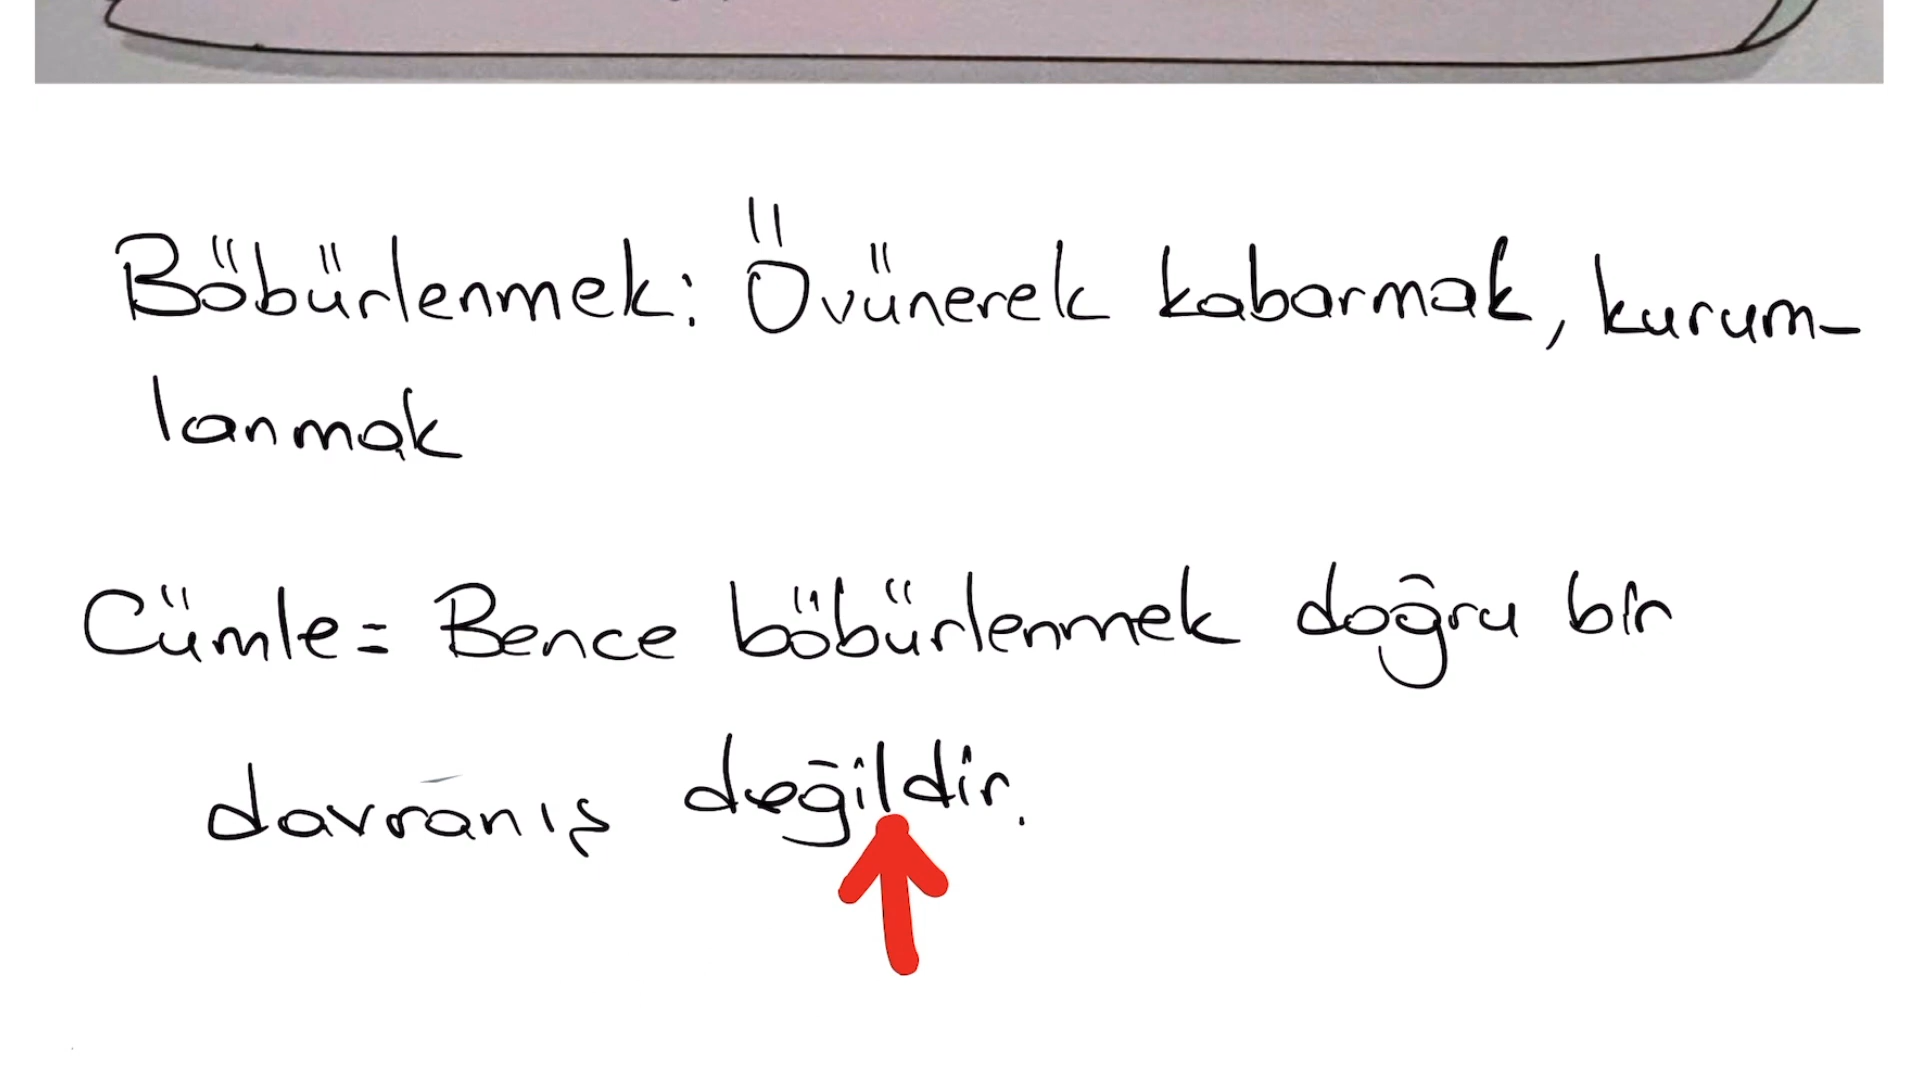 Böbürlenmek: Övünerek kabarmak, kurum-
lanmak
Cümle= Bence böbürlenmek doğru bir
davranış değildir.